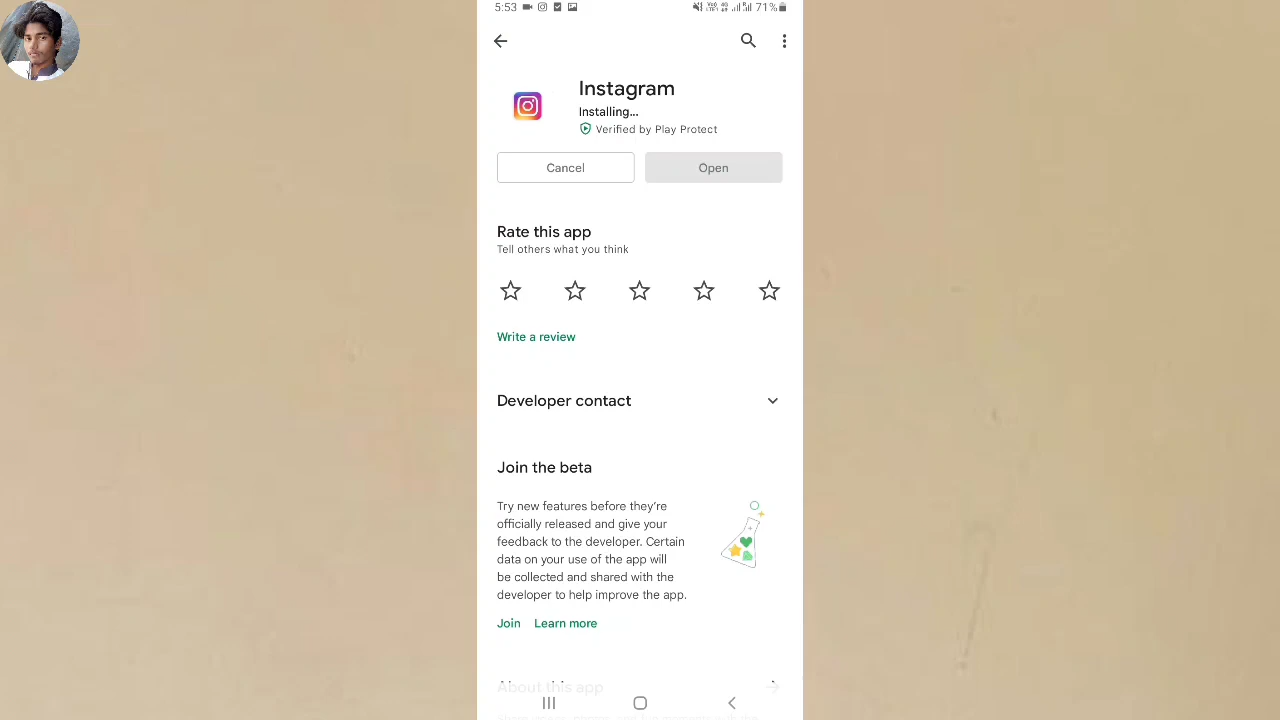 5:53
71%
Instagram
Installing...
Verified by Play Protect
Cancel
Open
Rate this app
Tell others what you think
Write a review
Developer contact
Join the beta
Try new features before they're
officially released and give your
feedback to the developer. Certain
data on your use of the app will
be collected and shared with the
developer to help improve the app.
Join Learn more
About this app